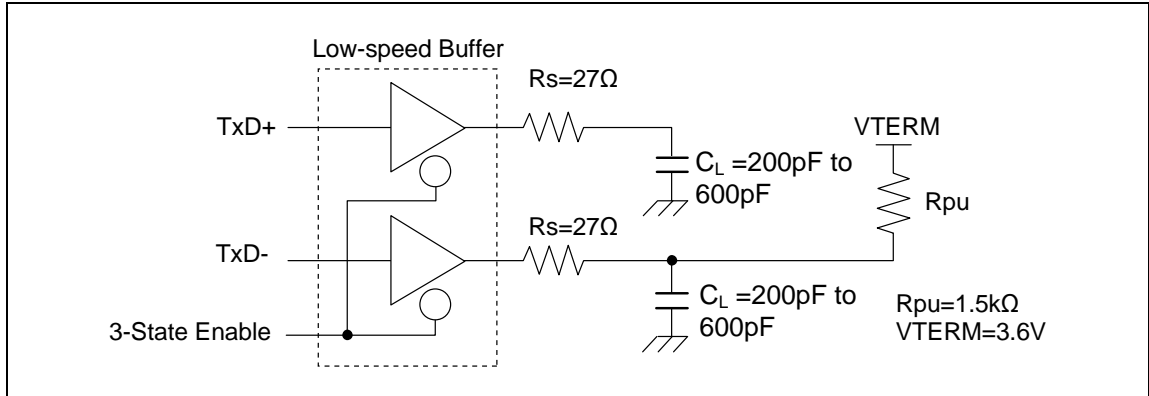 Low-speed Buffer
Rs=27Ω
TxD+
VTERM
C_L =200pF to
600pF
Rpu
Rs=27Ω
TxD-
C_L =200pF to
600pF
Rpu=1.5kΩ
VTERM=3.6V
3-State Enable